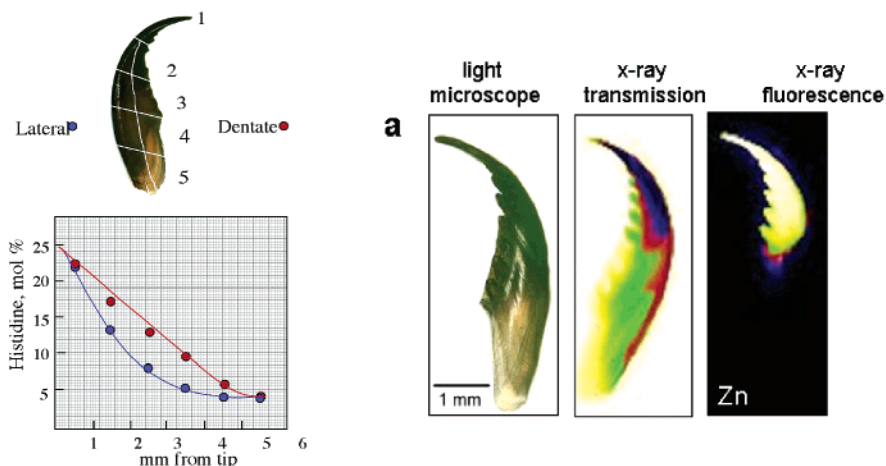 1
2
3
4
5
Lateral
Dentate
Histidine, mol %
25
20
15
10
5
1 2 3 4 5 6
mm from tip
light microscope
x-ray transmission
x-ray fluorescence
a
1 mm
Zn